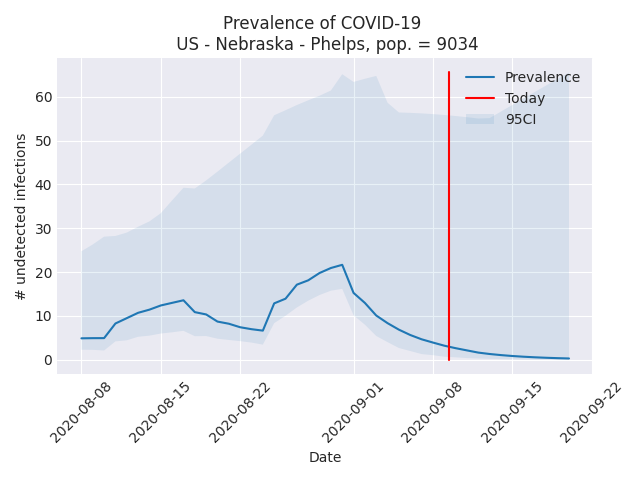 Prevalence of COVID-19
US - Nebraska - Phelps, pop. = 9034
Prevalence
Today
95CI
# undetected infections
60
50
40
30
20
10
0
2020-08-08
2020-08-15
2020-08-22
2020-09-01
2020-09-08
2020-09-15
2020-09-22
Date